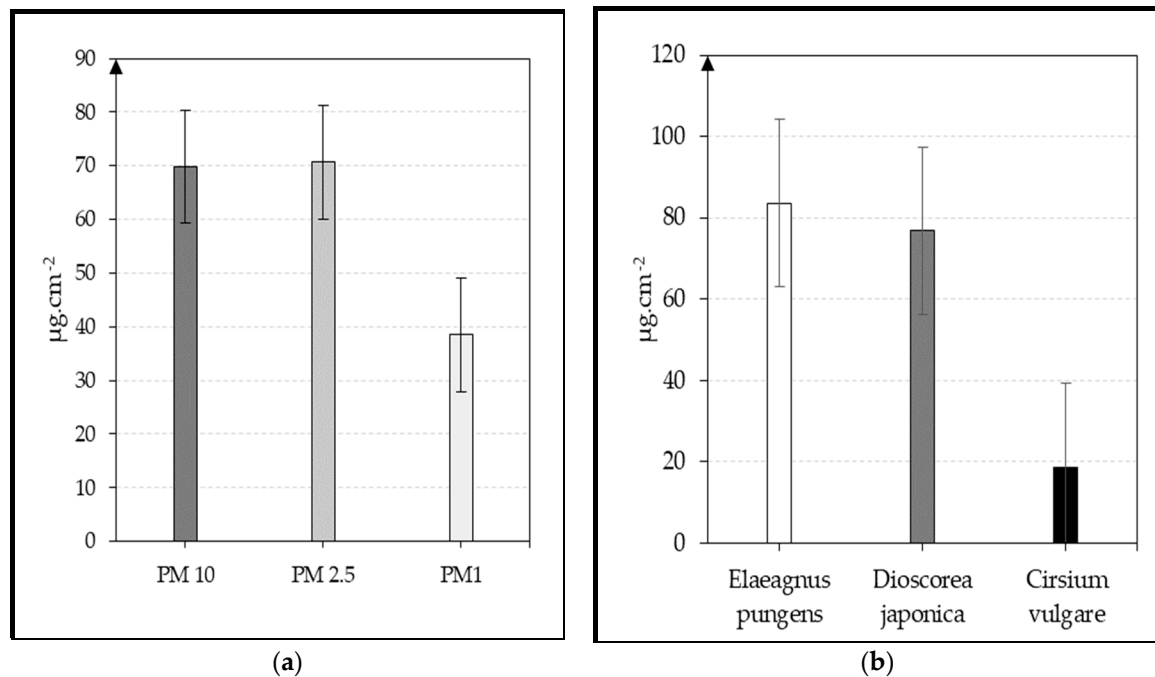 90
80
70
60
50
40
30
20
10
0
µg.cm⁻²
PM 10 PM 2.5 PM1
(a)
120
100
80
60
40
20
0
µg.cm⁻²
Elaeagnus pungens
Dioscorea japonica
Cirsium vulgare
(b)